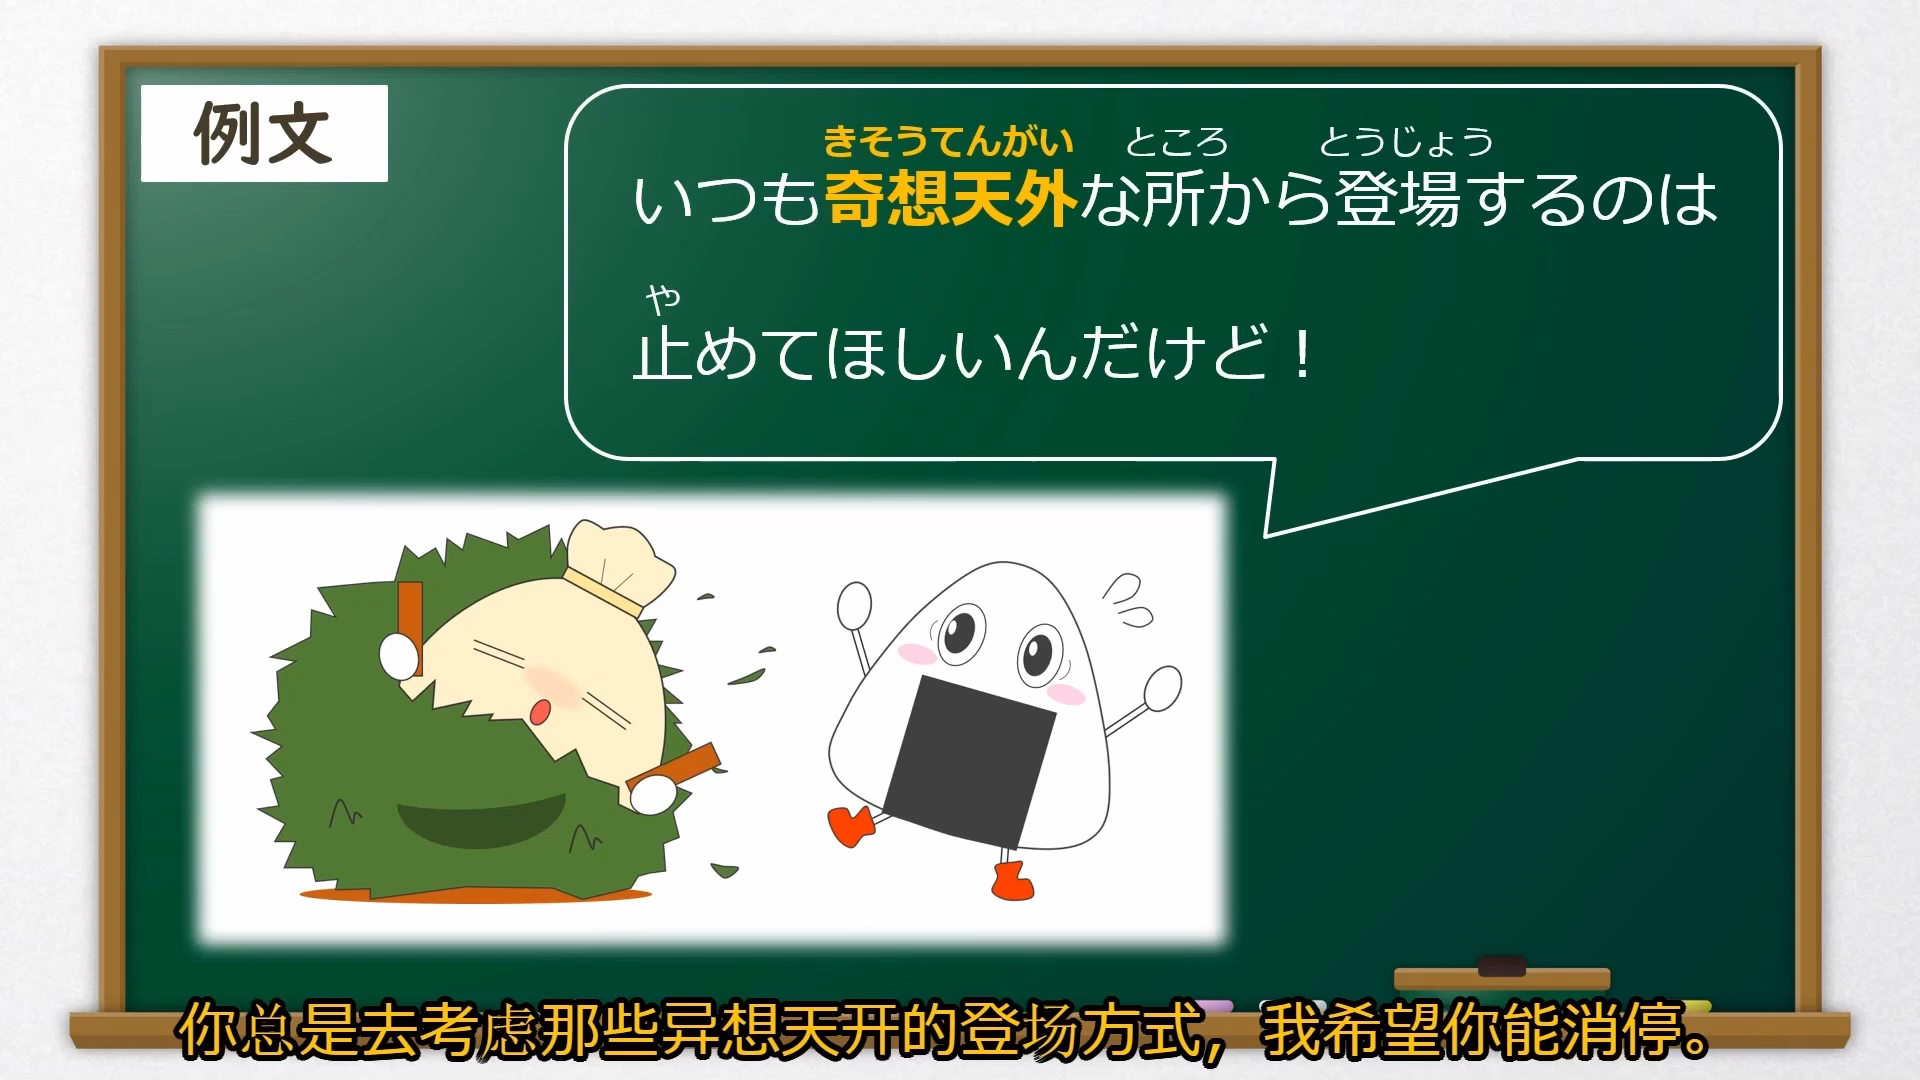 例文
きそうてんがい ところ とうじょう
いつも奇想天外な所から登場するのは
や
止めてほしいんだけど！
你总是去考虑那些异想天开的登场方式，我希望你能消停。